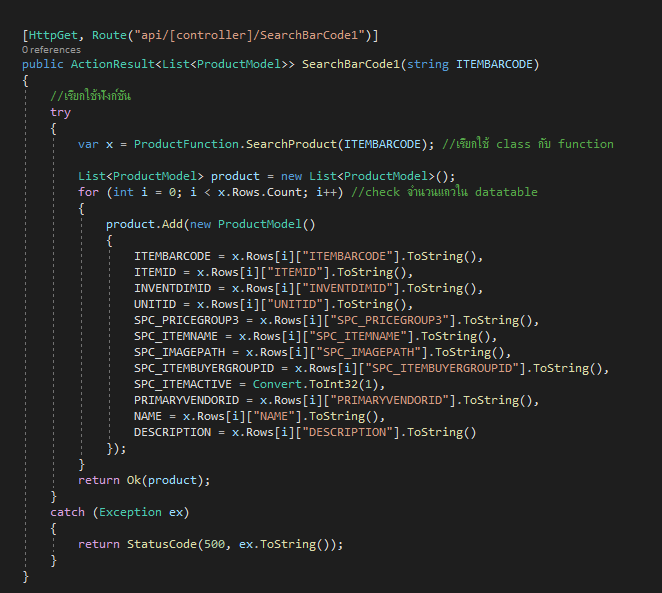 [HttpGet, Route("api/[controller]/SearchBarCode1")]
0 references
public ActionResult<List<ProductModel>> SearchBarCode1(string ITEMBARCODE)
{
//เรียกใช้ฟังก์ชัน
try
{
var x = ProductFunction.SearchProduct(ITEMBARCODE); //เรียกใช้ class กับ function
List<ProductModel> product = new List<ProductModel>();
for (int i = 0; i < x.Rows.Count; i++) //check จำนวนแถวใน datatable
{
product.Add(new ProductModel()
{
ITEMBARCODE = x.Rows[i]["ITEMBARCODE"].ToString(),
ITEMID = x.Rows[i]["ITEMID"].ToString(),
INVENTDIMID = x.Rows[i]["INVENTDIMID"].ToString(),
UNITID = x.Rows[i]["UNITID"].ToString(),
SPC_PRICEGROUP3 = x.Rows[i]["SPC_PRICEGROUP3"].ToString(),
SPC_ITEMNAME = x.Rows[i]["SPC_ITEMNAME"].ToString(),
SPC_IMAGEPATH = x.Rows[i]["SPC_IMAGEPATH"].ToString(),
SPC_ITEMBUYERGROUPID = x.Rows[i]["SPC_ITEMBUYERGROUPID"].ToString(),
SPC_ITEMACTIVE = Convert.ToInt32(1),
PRIMARYVENDORID = x.Rows[i]["PRIMARYVENDORID"].ToString(),
NAME = x.Rows[i]["NAME"].ToString(),
DESCRIPTION = x.Rows[i]["DESCRIPTION"].ToString()
});
}
return Ok(product);
}
catch (Exception ex)
{
return StatusCode(500, ex.ToString());
}
}